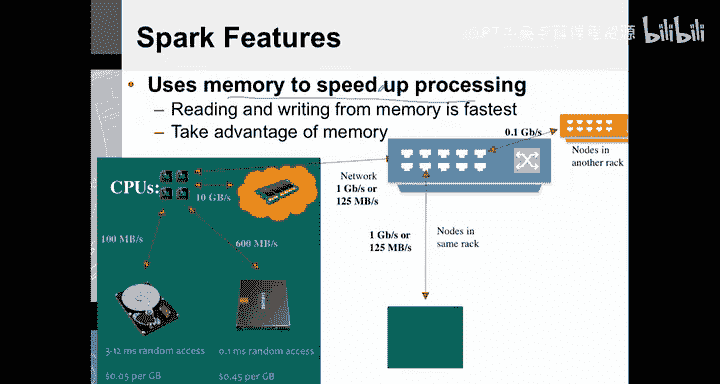 Spark Features
bilibili
• Uses memory to speed up processing
– Reading and writing from memory is fastest
– Take advantage of memory
0.1 Gb/s
Nodes in
another rack
CPUs:
10 GB/s
Network
1 Gb/s or
125 MB/s
100 MB/s
600 MB/s
1 Gb/s or
125 MB/s
Nodes in
same rack
3-12 ms random access
$0.05 per GB
0.1 ms random access
$0.45 per GB